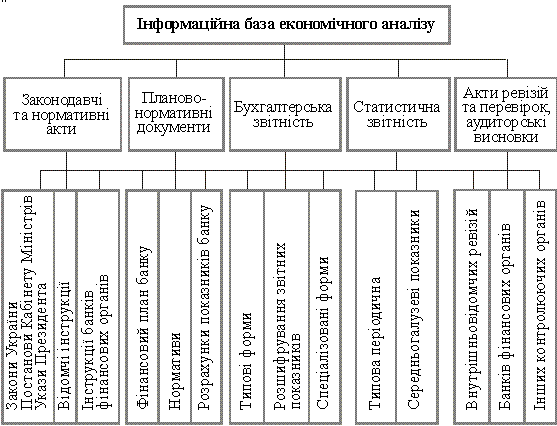 Інформаційна база економічного аналізу
Законодавчі
та нормативні
акти
Планово-
нормативні
документи
Бухгалтерська
звітність
Статистична
звітність
Акти ревізій
та перевірок,
аудиторські
висновки
Закони України
Постанови Кабінету Міністрів
Укази Президента
Відомчі інструкції
Інструкції банків
фінансових органів
Фінансовий план банку
Нормативи
Розрахунки показників банку
Типові форми
Розшифрування звітних
показників
Спеціалізовані форми
Типова періодична
Середньогалузеві показники
Внутрішньовідомчих ревізій
Банків фінансових органів
Інших контролюючих органів